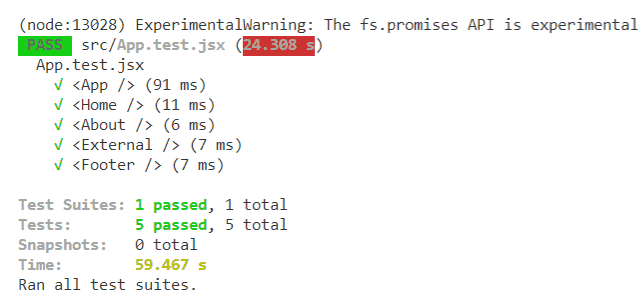 (node:13028) ExperimentalWarning: The fs.promises API is experimental
PASS src/App.test.jsx (24.308 s)
App.test.jsx
√ <App /> (91 ms)
√ <Home /> (11 ms)
√ <About /> (6 ms)
√ <External /> (7 ms)
√ <Footer /> (7 ms)
Test Suites: 1 passed, 1 total
Tests: 5 passed, 5 total
Snapshots: 0 total
Time: 59.467 s
Ran all test suites.